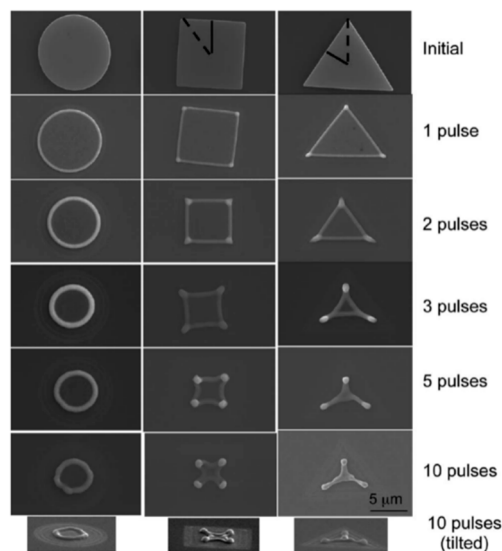 Initial
1 pulse
2 pulses
3 pulses
5 pulses
10 pulses
5 μm
10 pulses
(tilted)